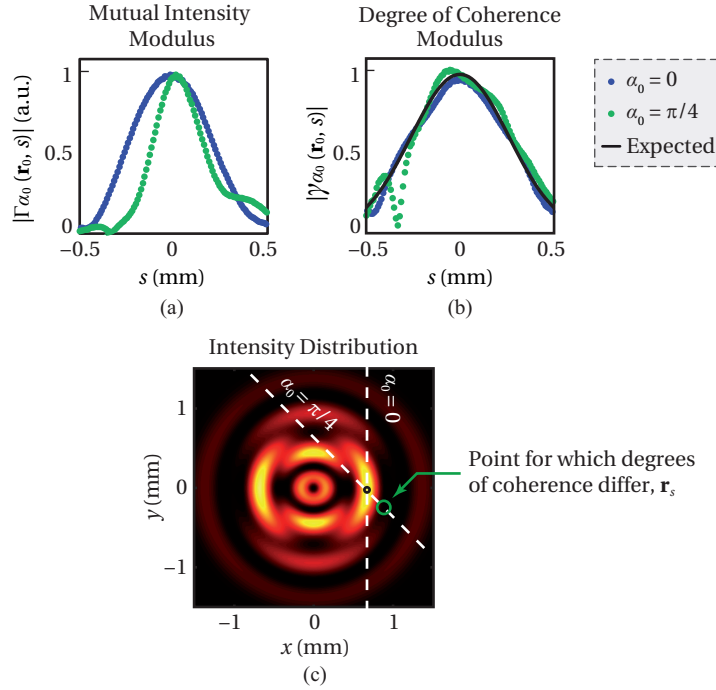 Mutual Intensity
Modulus
Degree of Coherence
Modulus
|Γα₀ (r₀, s)| (a.u.)
1
0.5
0
−0.5
0
0.5
s (mm)
(a)
|γα₀ (r₀, s)|
1
0.5
0
−0.5
0
0.5
s (mm)
(b)
α₀ = 0
α₀ = π/4
Expected
Intensity Distribution
α₀ = π/4
α₀ = 0
y (mm)
1
0
−1
−1
0
1
x (mm)
(c)
Point for which degrees
of coherence differ, rₛ